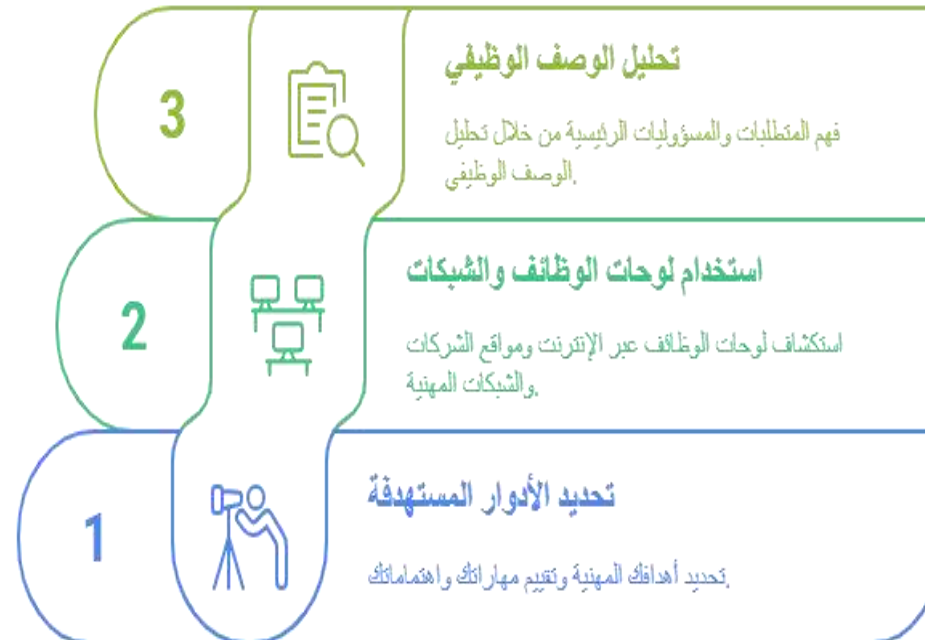 3
تحليل الوصف الوظيفي
فهم المتطلبات والمسؤوليات الرئيسية من خلال تحليل
الوصف الوظيفي.
2
استخدام لوحات الوظائف والشبكات
استكشاف لوحات الوظائف عبر الإنترنت ومواقع الشركات
والشبكات المهنية.
1
تحديد الأدوار المستهدفة
تحديد أهدافك المهنية وتقييم مهاراتك واهتماماتك.